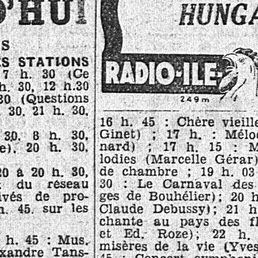 D'HUI
S
ES STATIONS
7 h. 30 (Ce
h. 30, 12 h.30
30 (Questions
30, 21 h. 30,
30, 8 h. 30,
e). 20 h. 30,
20 à 20 h. 30,
du réseau
ivés de pro-
h. 45 sur les
h. 45 : Mus.
xandre Tans-
HUNGA
RADIO-ILE-
249m
16 h. 45 : Chère vieille
Ginet) ; 17 h. : Mélo
nard) ; 17 h. 15 : M
lodies (Marcelle Gérar)
de chambre ; 19 h. 03
30 : Le Carnaval des
ges de Bouhélier) ; 20 h
Claude Debussy) ; 21 h
chante au pays des fl
et Ed. Roze) ; 22 h.
misères de la vie (Yves